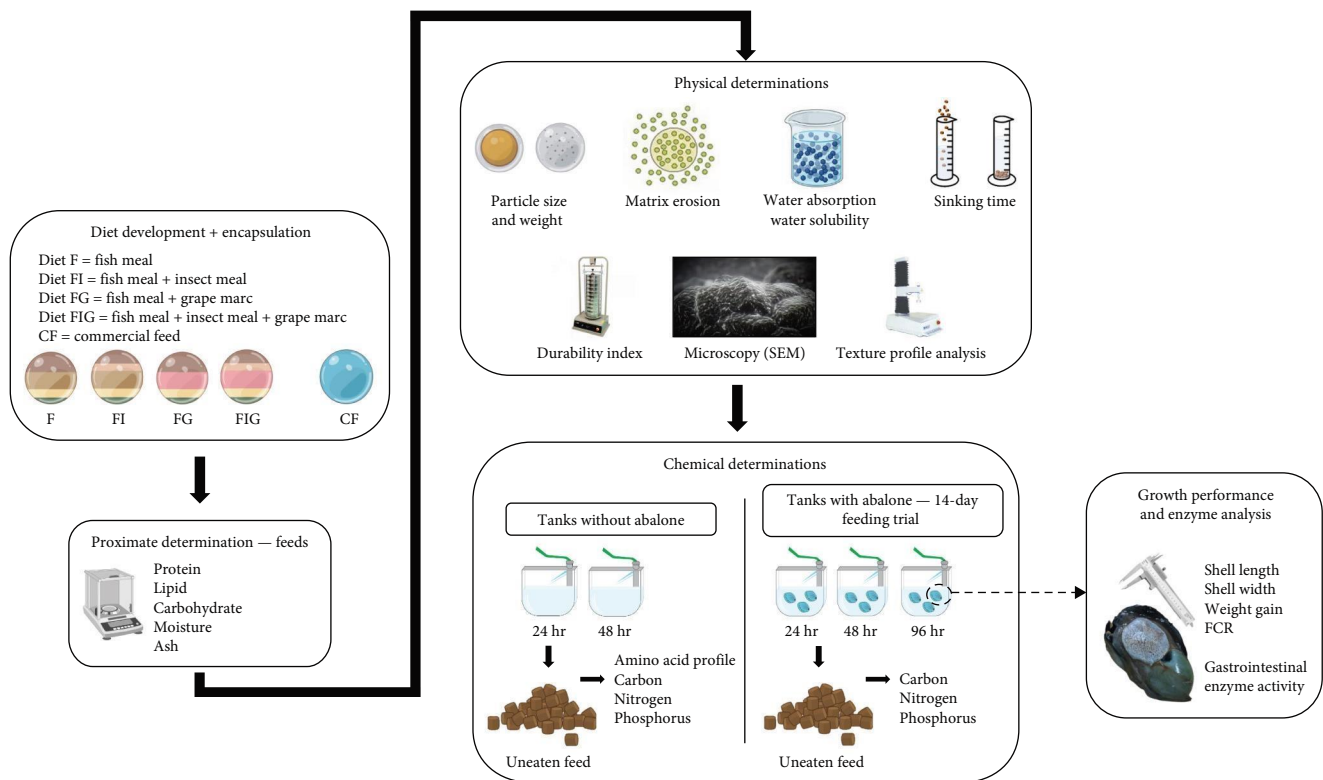 Diet development + encapsulation
Diet F = fish meal
Diet FI = fish meal + insect meal
Diet FG = fish meal + grape marc
Diet FIG = fish meal + insect meal + grape marc
CF = commercial feed
F
FI
FG
FIG
CF
Proximate determination — feeds
Protein
Lipid
Carbohydrate
Moisture
Ash
Physical determinations
Particle size
and weight
Matrix erosion
Water absorption
water solubility
Sinking time
Durability index
Microscopy (SEM)
Texture profile analysis
Chemical determinations
Tanks without abalone
24 hr
48 hr
Amino acid profile
Carbon
Nitrogen
Phosphorus
Uneaten feed
Tanks with abalone — 14-day
feeding trial
24 hr
48 hr
96 hr
Carbon
Nitrogen
Phosphorus
Uneaten feed
Growth performance
and enzyme analysis
Shell length
Shell width
Weight gain
FCR
Gastrointestinal
enzyme activity